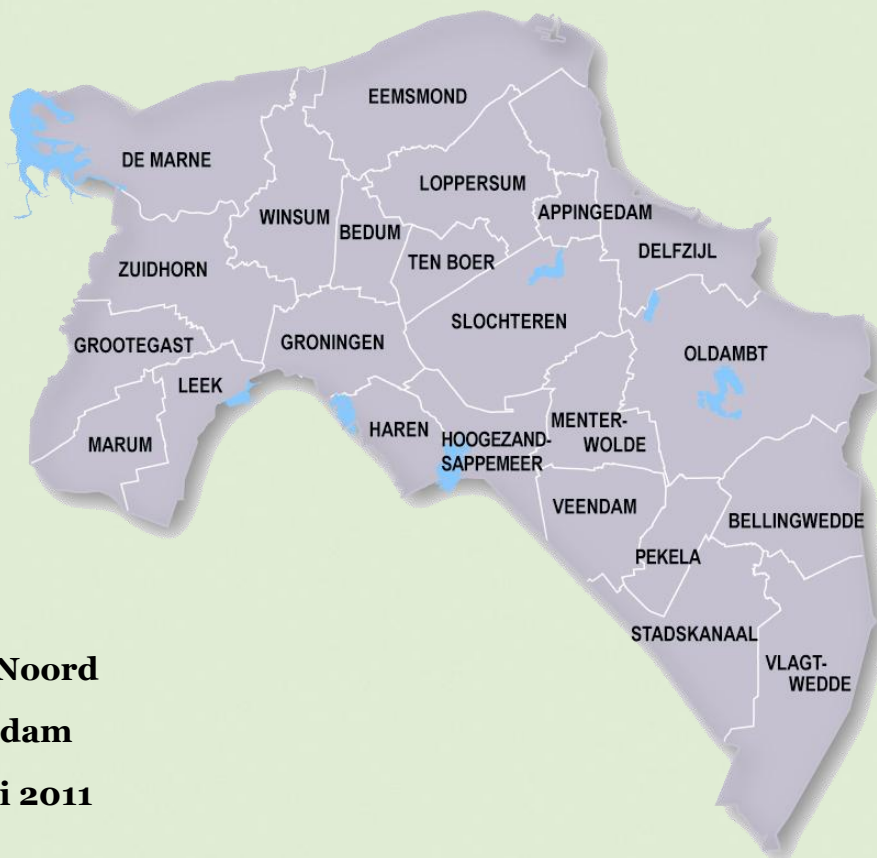 EEMSMOND
DE MARNE
LOPPERSUM
WINSUM
APPINGEDAM
BEDUM
DELFZIJL
TEN BOER
ZUIDHORN
SLOCHTEREN
GROOTEGAST
GRONINGEN
OLDAMBT
LEEK
MARUM
HAREN
HOOGEZAND-
SAPPEMEER
MENTER-
WOLDE
VEENDAM
BELLINGWEDDE
PEKELA
STADSKANAAL
VLAGT-
WEDDE
Noord
dam
i 2011